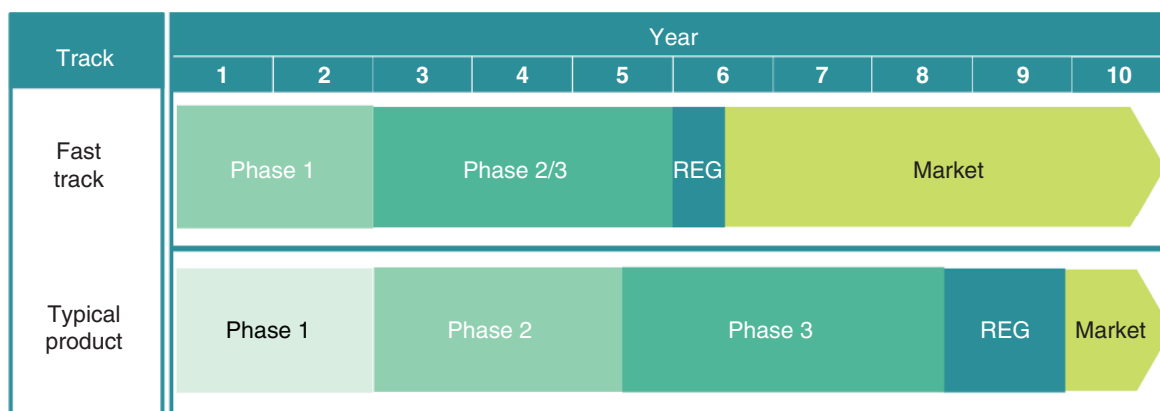 Track
Year
1 2 3 4 5 6 7 8 9 10
Fast
track
Phase 1 Phase 2/3 REG Market
Typical
product
Phase 1 Phase 2 Phase 3 REG Market